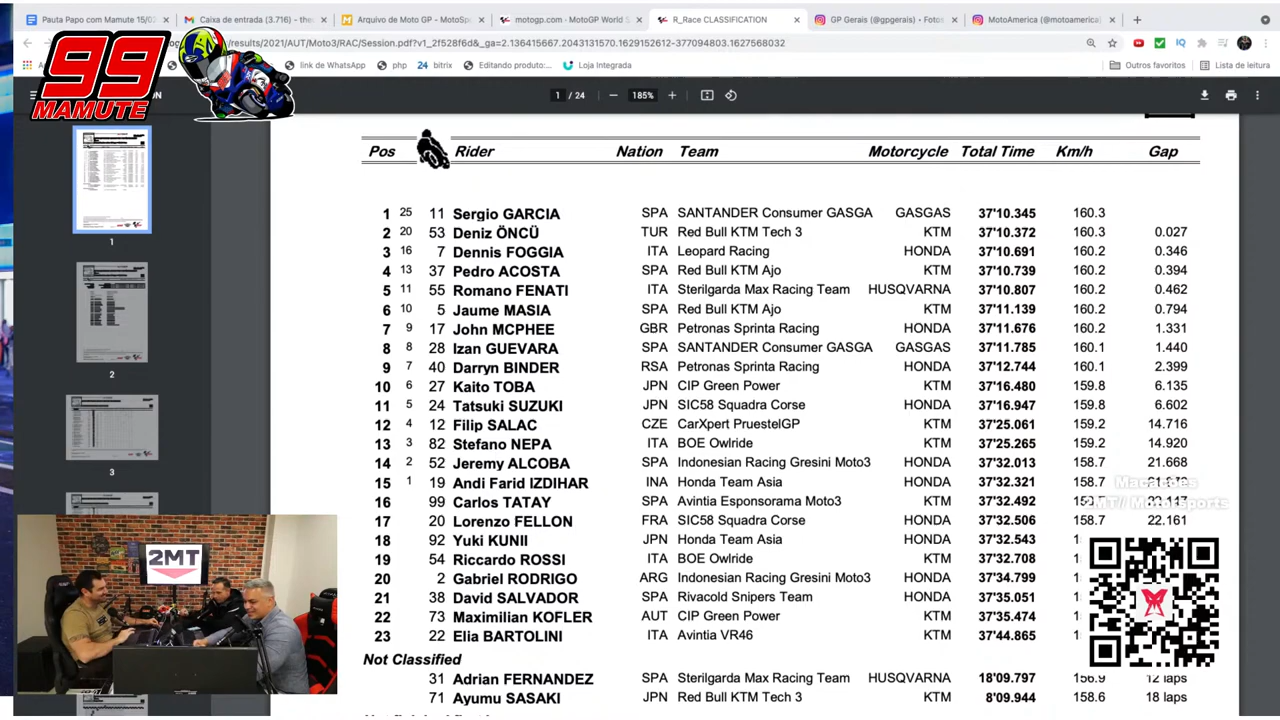 Pauta Papo com Mamute 15/0
Caixa de entrada (3.716) - the
Arquivo de Moto GP - MotoSp
motogp.com · MotoGP World S
R_Race CLASSIFICATION
GP Gerais (@gpgerais) • Fotos
MotoAmerica (@motoamerica)
/results/2021/AUT/Moto3/RAC/Session.pdf?v1_2f528f6d&_ga=2.136415667.2043131570.1629152612-377094803.1627568032
link de WhatsApp
php
24 bitrix
Editando produto:...
Loja Integrada
Outros favoritos
Lista de leitura
99
MAMUTE
1 / 24
185%
Pos Rider Nation Team Motorcycle Total Time Km/h Gap
1 25 11 Sergio GARCIA SPA SANTANDER Consumer GASGA GASGAS 37'10.345 160.3
2 20 53 Deniz ÖNCÜ TUR Red Bull KTM Tech 3 KTM 37'10.372 160.3 0.027
3 16 7 Dennis FOGGIA ITA Leopard Racing HONDA 37'10.691 160.2 0.346
4 13 37 Pedro ACOSTA SPA Red Bull KTM Ajo KTM 37'10.739 160.2 0.394
5 11 55 Romano FENATI ITA Sterilgarda Max Racing Team HUSQVARNA 37'10.807 160.2 0.462
6 10 5 Jaume MASIA SPA Red Bull KTM Ajo KTM 37'11.139 160.2 0.794
7 9 17 John MCPHEE GBR Petronas Sprinta Racing HONDA 37'11.676 160.2 1.331
8 8 28 Izan GUEVARA SPA SANTANDER Consumer GASGA GASGAS 37'11.785 160.1 1.440
9 7 40 Darryn BINDER RSA Petronas Sprinta Racing HONDA 37'12.744 160.1 2.399
10 6 27 Kaito TOBA JPN CIP Green Power KTM 37'16.480 159.8 6.135
11 5 24 Tatsuki SUZUKI JPN SIC58 Squadra Corse HONDA 37'16.947 159.8 6.602
12 4 12 Filip SALAC CZE CarXpert PruestelGP KTM 37'25.061 159.2 14.716
13 3 82 Stefano NEPA ITA BOE Owlride KTM 37'25.265 159.2 14.920
14 2 52 Jeremy ALCOBA SPA Indonesian Racing Gresini Moto3 HONDA 37'32.013 158.7 21.668
15 1 19 Andi Farid IZDIHAR INA Honda Team Asia HONDA 37'32.321 158.7
16 99 Carlos TATAY SPA Avintia Esponsorama Moto3 KTM 37'32.492 158.7
17 20 Lorenzo FELLON FRA SIC58 Squadra Corse HONDA 37'32.506 158.7 22.161
18 92 Yuki KUNII JPN Honda Team Asia HONDA 37'32.543
19 54 Riccardo ROSSI ITA BOE Owlride KTM 37'32.708
20 2 Gabriel RODRIGO ARG Indonesian Racing Gresini Moto3 HONDA 37'34.799
21 38 David SALVADOR SPA Rivacold Snipers Team HONDA 37'35.051
22 73 Maximilian KOFLER AUT CIP Green Power KTM 37'35.474
23 22 Elia BARTOLINI ITA Avintia VR46 KTM 37'44.865
Not Classified
31 Adrian FERNANDEZ SPA Sterilgarda Max Racing Team HUSQVARNA 18'09.797 156.9 12 laps
71 Ayumu SASAKI JPN Red Bull KTM Tech KTM 8'09.944 158.6 18 laps
1
2
3
2MT
Macacões
2MT/ Motorsports